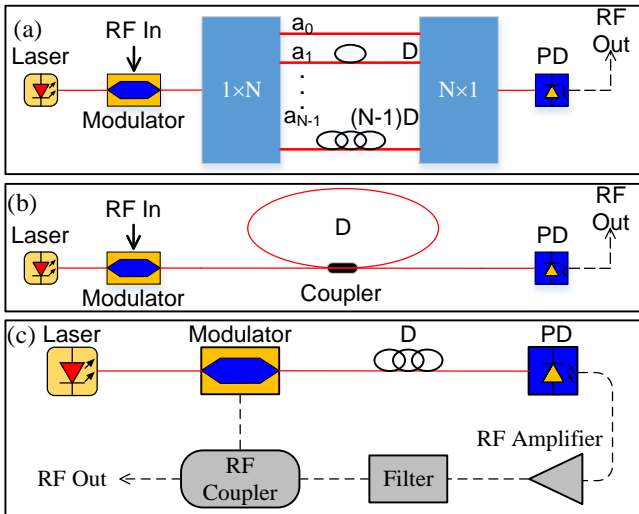 (a)
RF In
Laser
Modulator
1×N
a0
a1
D
aN-1
(N-1)D
N×1
PD
RF
Out
(b)
RF In
Laser
Modulator
D
Coupler
PD
RF
Out
(c)
Laser
Modulator
D
PD
RF Amplifier
RF Out
RF
Coupler
Filter